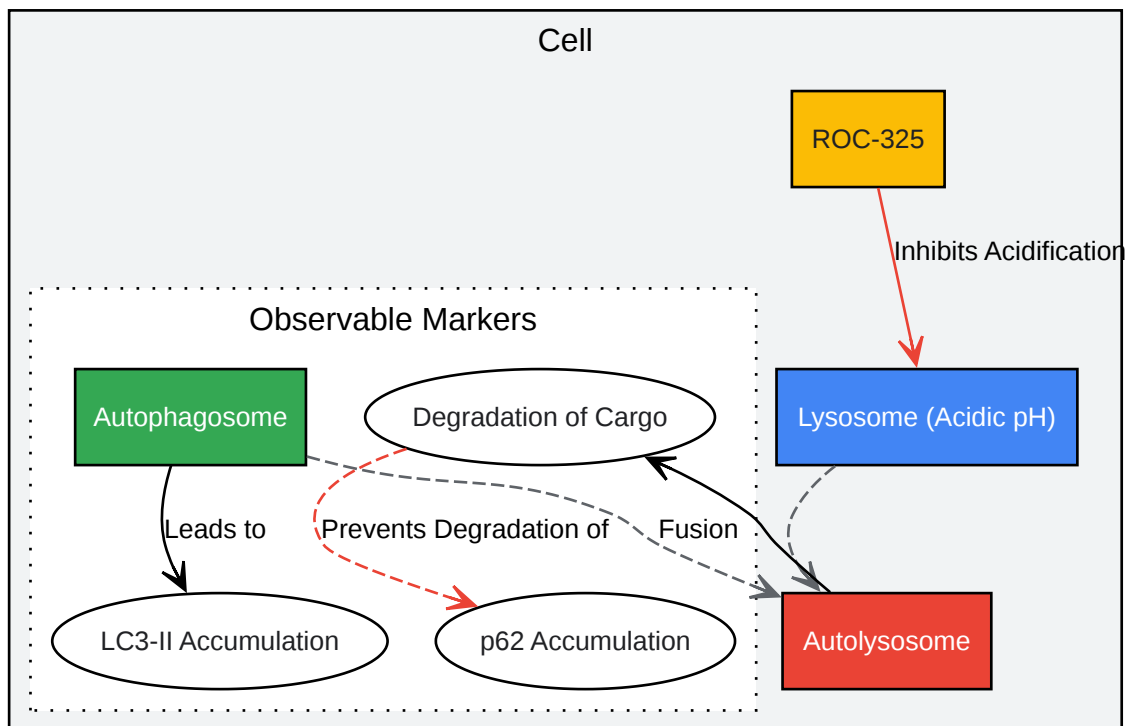 Cell
ROC-325
Inhibits Acidification
Observable Markers
Autophagosome
Degradation of Cargo
Lysosome (Acidic pH)
Leads to
Prevents Degradation of
Fusion
LC3-II Accumulation
p62 Accumulation
Autolysosome